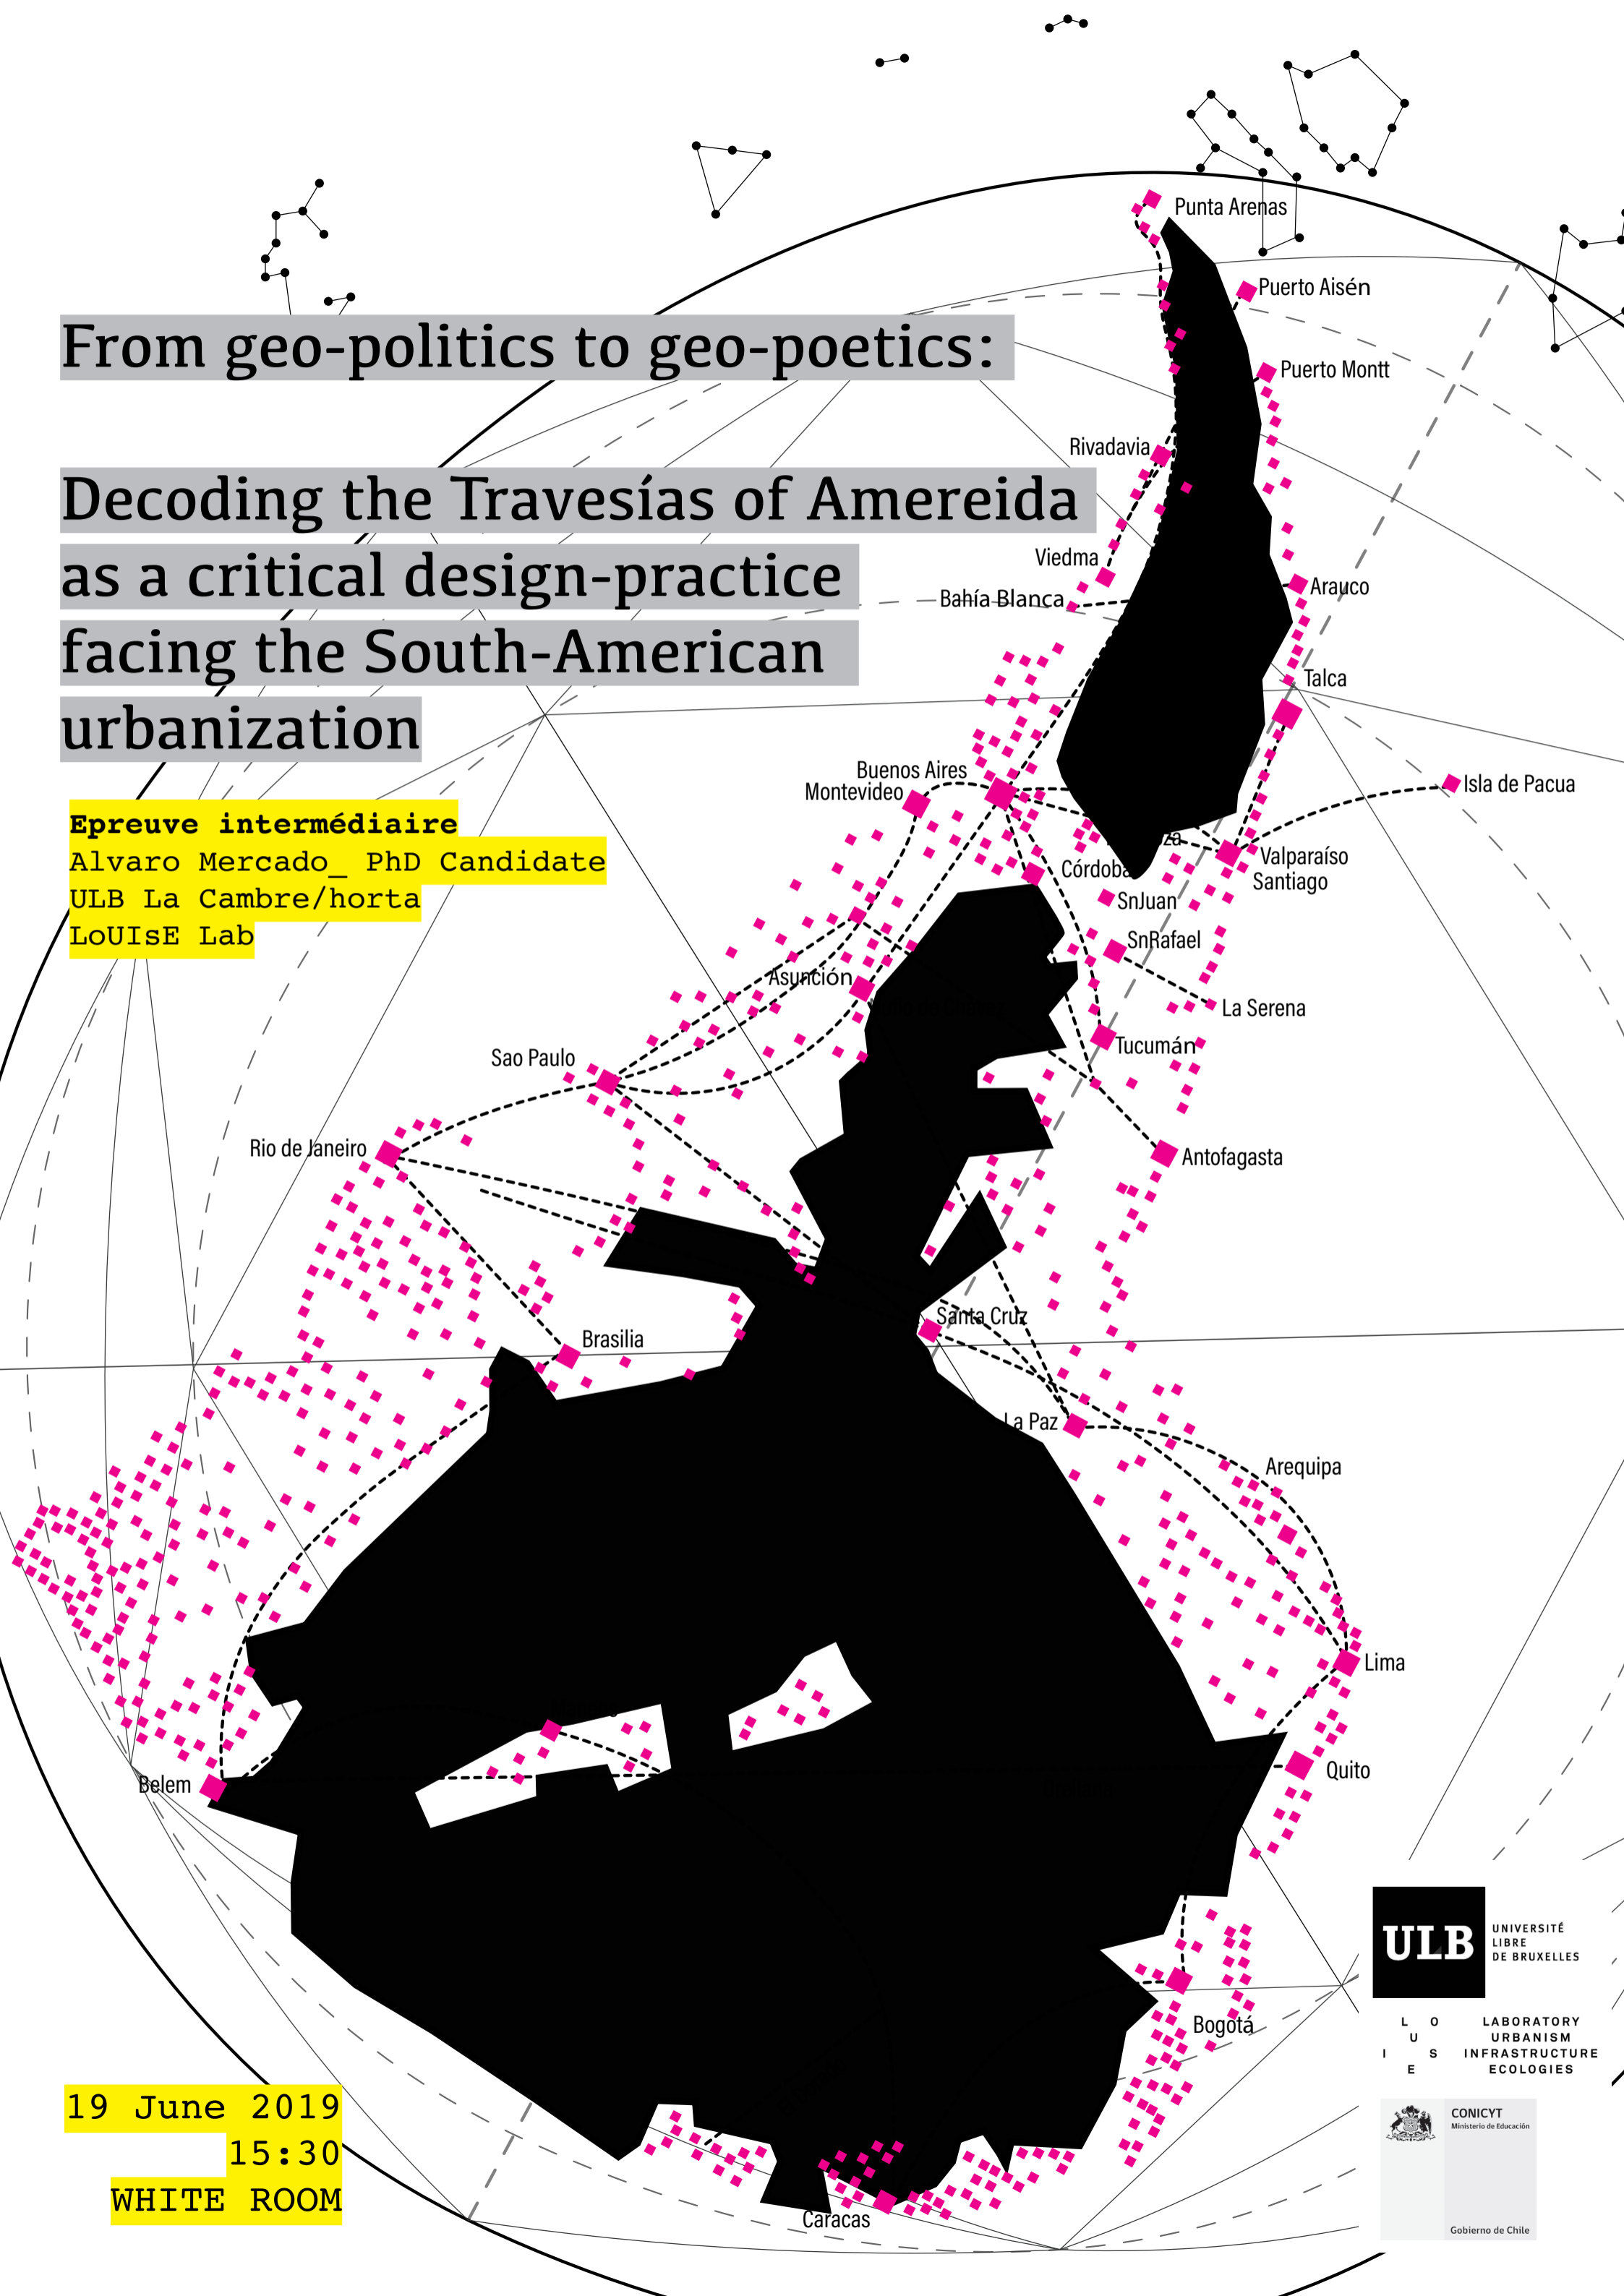 From geo-politics to geo-poetics:
Decoding the Travesías of Amereida
as a critical design-practice
facing the South-American
urbanization
Epreuve intermédiaire
Alvaro Mercado_ PhD Candidate
ULB La Cambre/horta
LoUIsE Lab
Punta Arenas
Puerto Aisén
Puerto Montt
Rivadavia
Viedma
Bahía Blanca
Arauco
Talca
Buenos Aires
Montevideo
Isla de Pacua
Valparaíso
Santiago
Córdoba
SnJuan
SnRafael
Asunción
La Serena
Tucumán
Sao Paulo
Rio de Janeiro
Antofagasta
Santa Cruz
Brasilia
La Paz
Arequipa
Lima
Belem
Quito
Bogotá
Caracas
19 June 2019
15:30
WHITE ROOM
ULB
UNIVERSITÉ
LIBRE
DE BRUXELLES
L O
U
I S
E
LABORATORY
URBANISM
INFRASTRUCTURE
ECOLOGIES
CONICYT
Ministerio de Educación
Gobierno de Chile